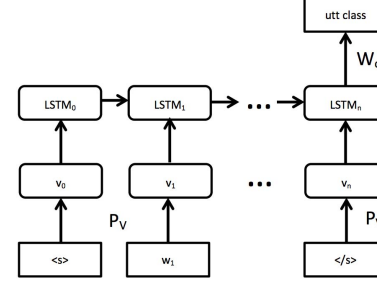 utt class
W
LSTM₀ LSTM₁ ... LSTMₙ
v₀ v₁ ... vₙ
P_V P
<s> w₁ </s>